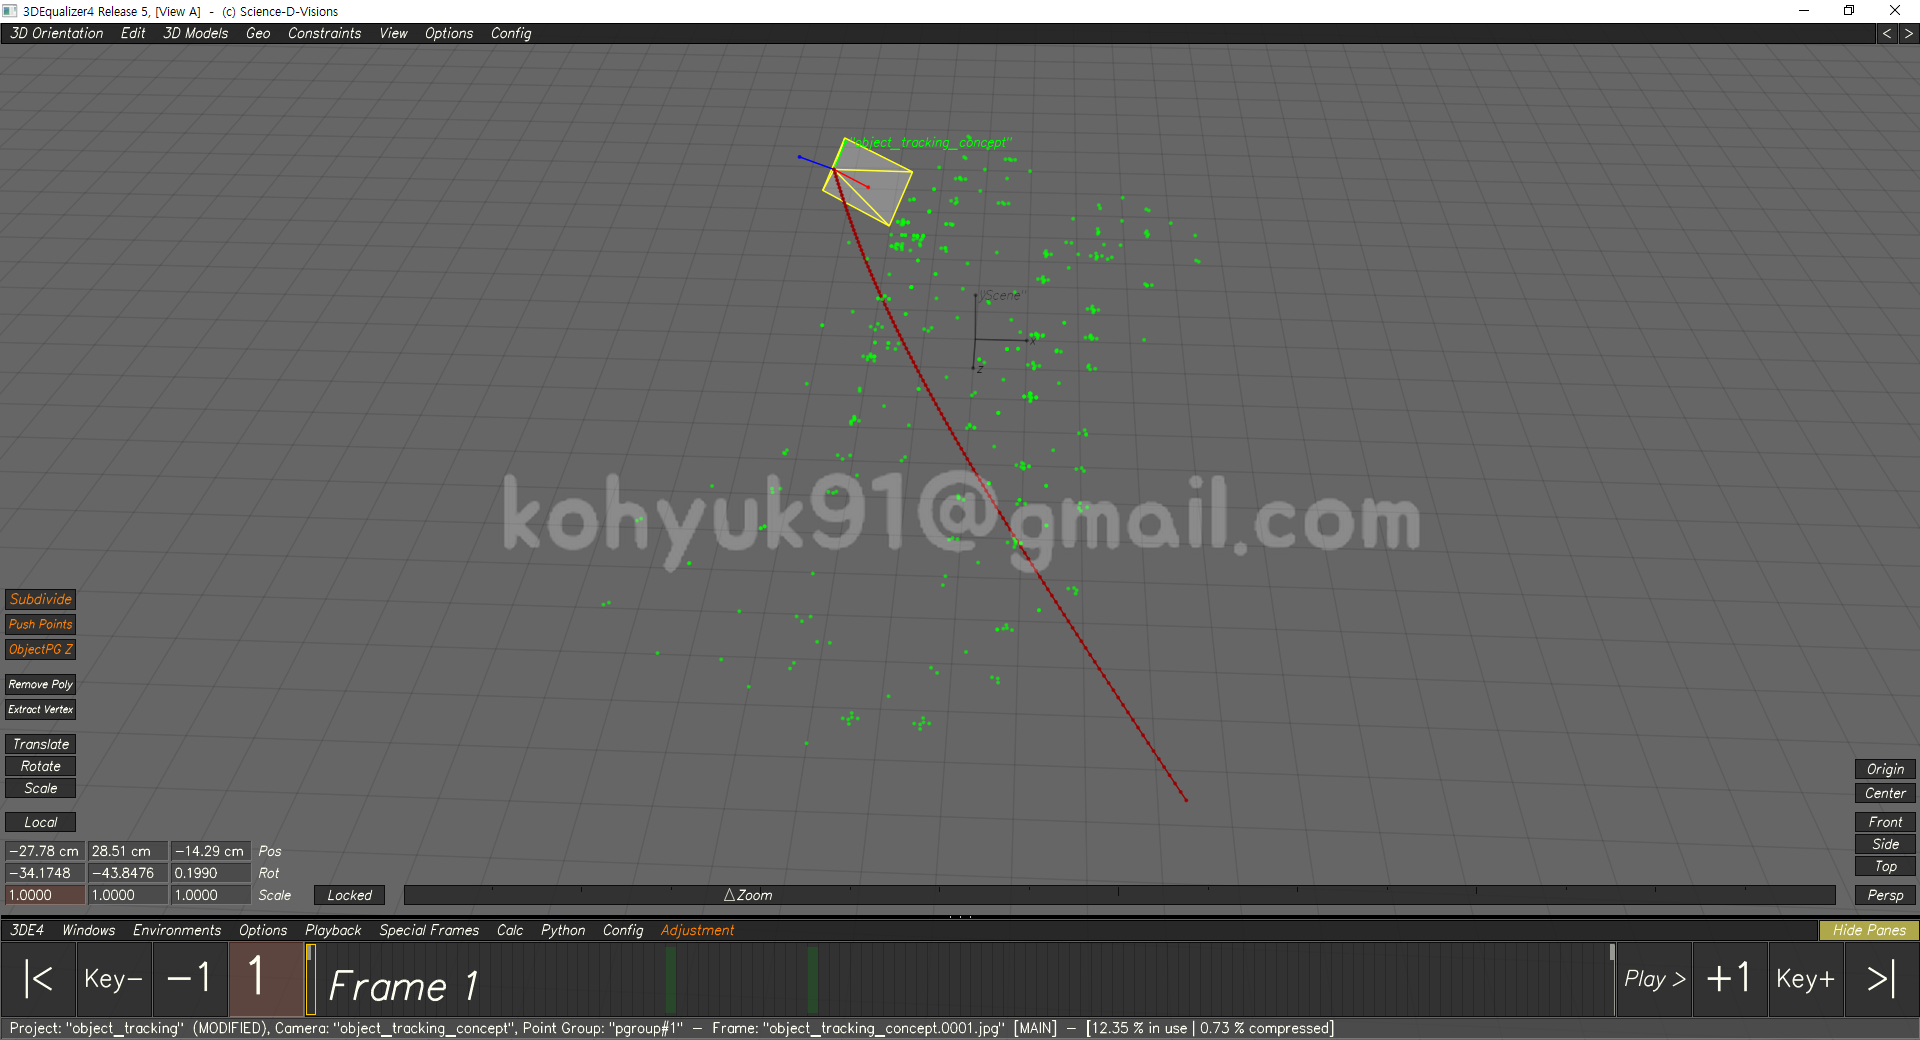 3DEqualizer4 Release 5, [View A]  -  (c) Science-D-Visions
3D Orientation Edit 3D Models Geo Constraints View Options Config < >
"object_tracking_concept"
y"Scene"
x
z
kohyuk91@gmail.com
Subdivide
Push Points
ObjectPG Z
Remove Poly
Extract Vertex
Translate
Rotate
Scale
Local
Origin
Center
Front
Side
Top
Persp
-27.78 cm 28.51 cm -14.29 cm Pos
-34.1748 -43.8476 0.1990 Rot
1.0000 1.0000 1.0000 Scale Locked △Zoom
3DE4 Windows Environments Options Playback Special Frames Calc Python Config Adjustment Hide Panes
|< Key- -1 1 Frame 1 Play > +1 Key+ >|
Project: "object_tracking" (MODIFIED), Camera: "object_tracking_concept", Point Group: "pgroup#1" - Frame: "object_tracking_concept.0001.jpg" [MAIN] - [12.35 % in use | 0.73 % compressed]